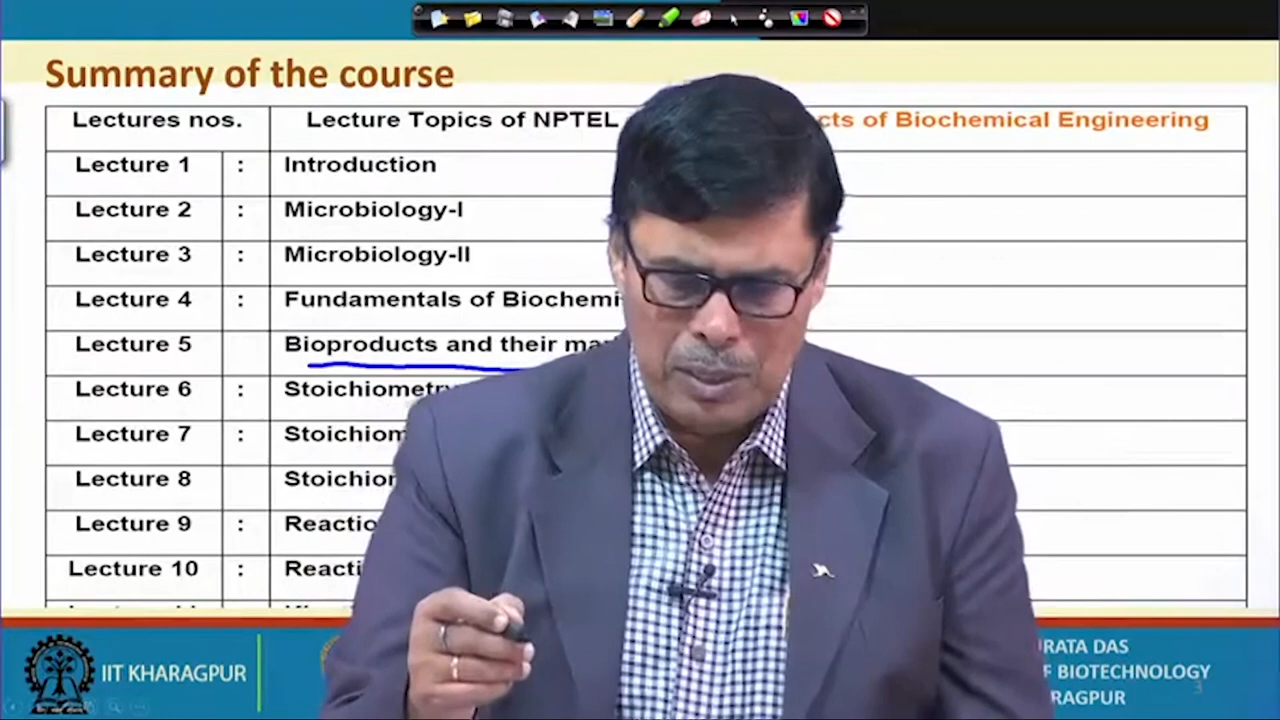 Summary of the course
Lectures nos. Lecture Topics of NPTEL cts of Biochemical Engineering
Lecture 1 : Introduction
Lecture 2 : Microbiology-I
Lecture 3 : Microbiology-II
Lecture 4 : Fundamentals of Biochemi
Lecture 5 Bioproducts and their ma
Lecture 6 : Stoichiometry
Lecture 7 : Stoichiom
Lecture 8 Stoichion
Lecture 9 : Reactio
Lecture 10 : Reacti
IIT KHARAGPUR
RATA DAS
F BIOTECHNOLOGY
RAGPUR
3